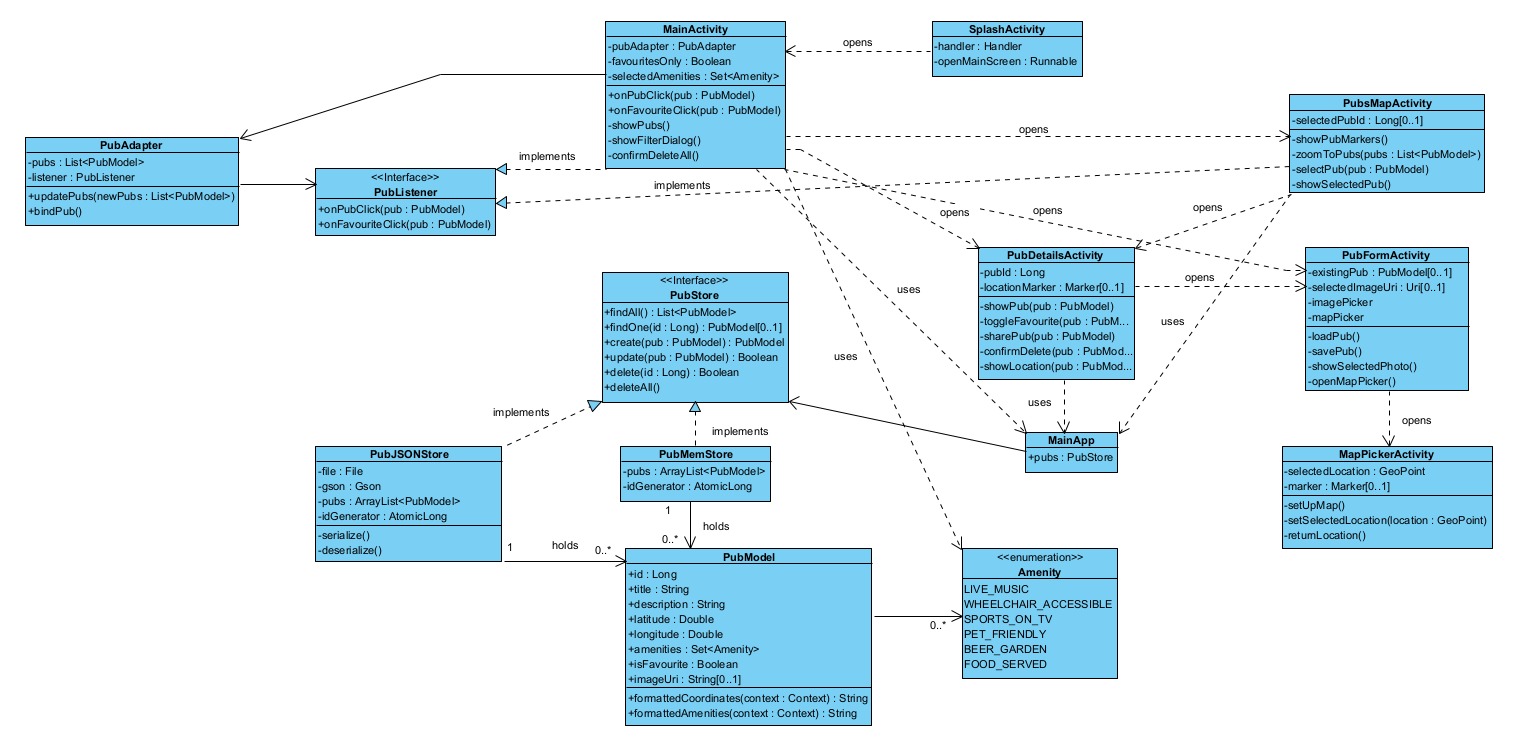 MainActivity
-pubAdapter : PubAdapter
-favouritesOnly : Boolean
-selectedAmenities : Set<Amenity>
+onPubClick(pub : PubModel)
+onFavouriteClick(pub : PubModel)
-showPubs()
-showFilterDialog()
-confirmDeleteAll()
opens
SplashActivity
-handler : Handler
-openMainScreen : Runnable
PubsMapActivity
-selectedPubId : Long[0..1]
-showPubMarkers()
-zoomToPubs(pubs : List<PubModel>)
-selectPub(pub : PubModel)
-showSelectedPub()
opens
PubAdapter
-pubs : List<PubModel>
-listener : PubListener
+updatePubs(newPubs : List<PubModel>)
+bindPub()
implements
<<Interface>>
PubListener
+onPubClick(pub : PubModel)
+onFavouriteClick(pub : PubModel)
implements
opens
opens
opens
PubDetailsActivity
-pubId : Long
-locationMarker : Marker[0..1]
-showPub(pub : PubModel)
-toggleFavourite(pub : PubM...
-sharePub(pub : PubModel)
-confirmDelete(pub : PubMod...
-showLocation(pub : PubMod...
opens
PubFormActivity
-existingPub : PubModel[0..1]
-selectedImageUri : Uri[0..1]
-imagePicker
-mapPicker
-loadPub()
-savePub()
-showSelectedPhoto()
-openMapPicker()
<<Interface>>
PubStore
+findAll() : List<PubModel>
+findOne(id : Long) : PubModel[0..1]
+create(pub : PubModel) : PubModel
+update(pub : PubModel) : Boolean
+delete(id : Long) : Boolean
+deleteAll()
uses
uses
uses
uses
opens
implements
implements
MainApp
+pubs : PubStore
PubJSONStore
-file : File
-gson : Gson
-pubs : ArrayList<PubModel>
-idGenerator : AtomicLong
-serialize()
-deserialize()
PubMemStore
-pubs : ArrayList<PubModel>
-idGenerator : AtomicLong
MapPickerActivity
-selectedLocation : GeoPoint
-marker : Marker[0..1]
-setUpMap()
-setSelectedLocation(location : GeoPoint)
-returnLocation()
1
holds
0..*
1
holds
0..*
PubModel
+id : Long
+title : String
+description : String
+latitude : Double
+longitude : Double
+amenities : Set<Amenity>
+isFavourite : Boolean
+imageUri : String[0..1]
+formattedCoordinates(context : Context) : String
+formattedAmenities(context : Context) : String
0..*
<<enumeration>>
Amenity
LIVE_MUSIC
WHEELCHAIR_ACCESSIBLE
SPORTS_ON_TV
PET_FRIENDLY
BEER_GARDEN
FOOD_SERVED